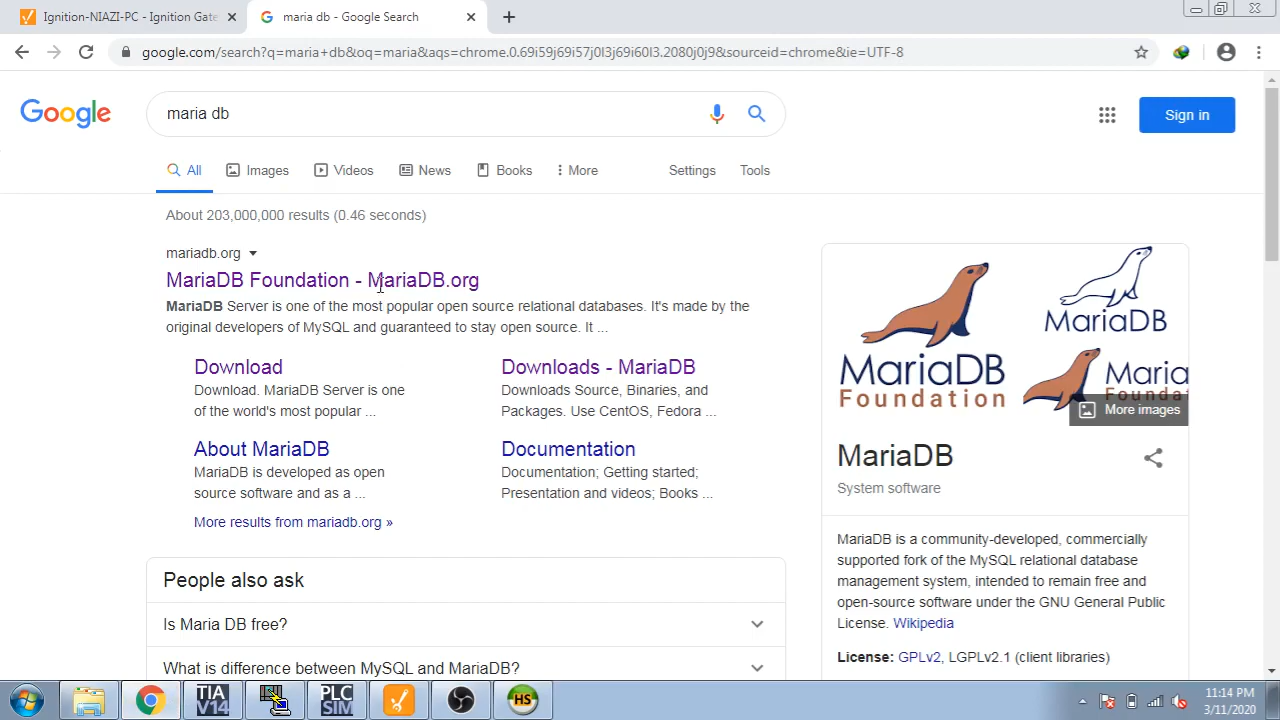 Ignition-NIAZI-PC - Ignition Gate
maria db - Google Search
google.com/search?q=maria+db&oq=maria&aqs=chrome.0.69i59j69i57j0l3j69i60l3.2080j0j9&sourceid=chrome&ie=UTF-8
Google
maria db
Sign in
All
Images
Videos
News
Books
More
Settings
Tools
About 203,000,000 results (0.46 seconds)
mariadb.org
MariaDB Foundation - MariaDB.org
MariaDB Server is one of the most popular open source relational databases. It's made by the
original developers of MySQL and guaranteed to stay open source. It ...
Download
Download. MariaDB Server is one
of the world's most popular ...
Downloads - MariaDB
Downloads Source, Binaries, and
Packages. Use CentOS, Fedora ...
About MariaDB
MariaDB is developed as open
source software and as a ...
Documentation
Documentation; Getting started;
Presentation and videos; Books ...
More results from mariadb.org »
People also ask
Is Maria DB free?
What is difference between MySQL and MariaDB?
MariaDB
Foundation
MariaDB
Maria
Founda
More images
MariaDB
System software
MariaDB is a community-developed, commercially
supported fork of the MySQL relational database
management system, intended to remain free and
open-source software under the GNU General Public
License. Wikipedia
License: GPLv2, LGPLv2.1 (client libraries)
TIA
V14
PLC
SIM
HS
11:14 PM
3/11/2020